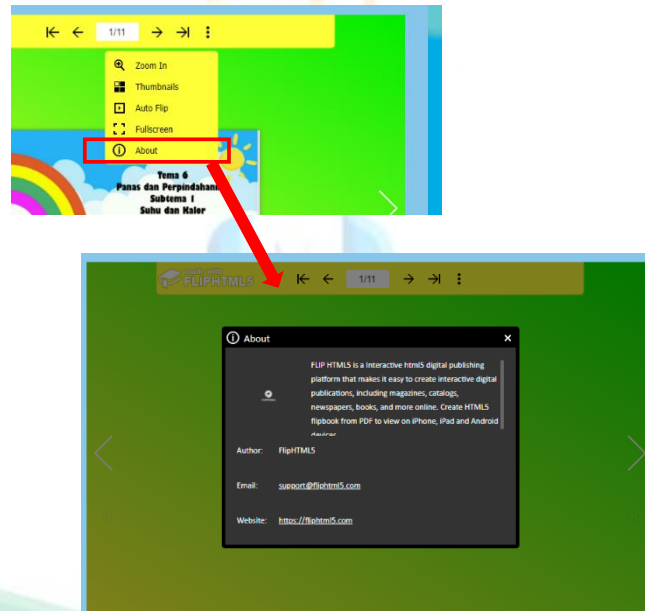 1/11
Zoom In
Thumbnails
Auto Flip
Fullscreen
About
Tema 6
Panas dan Perpindahann
Subtema 1
Suhu dan Kalor
made with
FLIPHTML5
1/11
About
FLIP HTML5 is a Interactive html5 digital publishing
platform that makes it easy to create interactive digital
publications, including magazines, catalogs,
newspapers, books, and more online. Create HTML5
flipbook from PDF to view on iPhone, iPad and Android
devices
Author: FlipHTML5
Email: support@fliphtml5.com
Website: https://fliphtml5.com